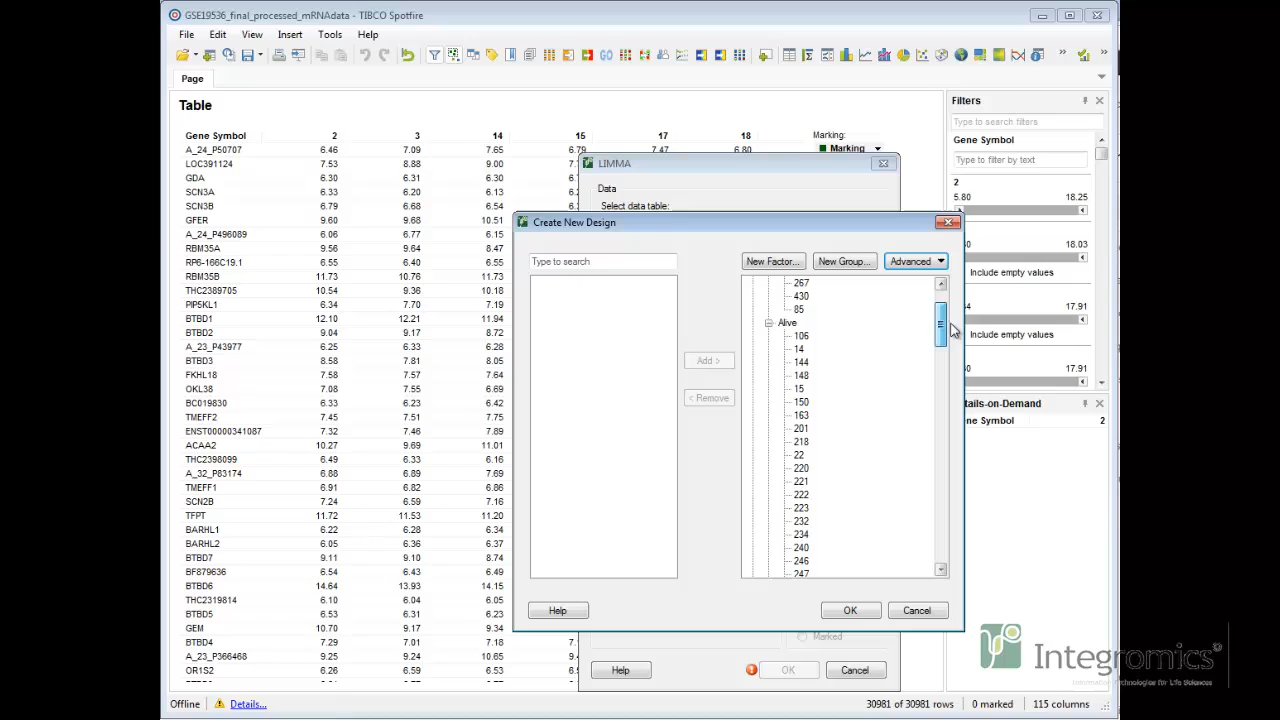 GSE19536_final_processed_mRNAdata - TIBCO Spotfire
File Edit View Insert Tools Help
Page
Table
Gene Symbol 2 3 14 15 17 18
A_24_P50707 6.46 7.09 7.65 6.79 7.47 6.80
LOC391124 7.53 8.88 9.00
GDA 6.30 6.31 6.30
SCN3A 6.33 6.20 6.13
SCN3B 6.79 6.68 6.54
GFER 9.60 9.68 10.51
A_24_P496089 6.06 6.77 6.15
RBM35A 9.56 9.64 8.47
RP6-166C19.1 6.55 6.40 6.55
RBM35B 11.73 10.76 11.73
THC2389704 10.54 9.36 10.18
PIP5KL1 6.34 7.70 7.19
BTBD1 12.10 12.21 11.94
BTBD2 9.04 9.17 8.72
A_23_P43977 6.25 6.33 6.28
BTBD3 8.58 7.81 8.05
FKHL18 7.58 7.57 7.64
OKL38 7.08 7.55 6.69
BC019830 6.33 6.23 6.42
TMEFF2 7.45 7.51 7.75
ENST00000341087 7.32 7.46 7.89
ACAA2 10.27 9.69 11.01
THC2398099 6.49 6.33 6.16
A_32_P83174 6.88 6.89 7.69
TMEFF1 6.91 6.82 6.86
SCN2B 7.24 6.59 7.16
TFPT 11.72 11.53 11.20
BARHL1 6.22 6.28 6.34
BARHL2 6.05 6.36 6.37
BTBD7 9.11 9.10 8.74
BF879636 6.54 6.43 6.49
BTBD6 14.64 13.93 14.15
THC2319814 6.10 6.04 6.05
BTBD5 6.53 6.31 6.23
GEM 10.70 9.17 9.34
BTBD4 7.29 7.01 7.18
A_23_P366468 9.25 9.24 10.65
OR1S2 6.26 6.59 6.53
Marking:
Marking
LIMMA
Data
Select data table:
Create New Design
Type to search
New Factor... New Group... Advanced
267
430
85
Alive
106
14
144
148
15
150
163
201
218
22
220
221
222
223
232
234
240
246
247
Add >
< Remove
Help OK Cancel
Marked
Help OK Cancel
Filters
Type to search filters
Gene Symbol
Type to filter by text
2
5.80 18.25
18.03
Include empty values
17.91
Include empty values
17.91
tails-on-Demand
ne Symbol 2
Integromics
Information Technologies for Life Sciences
Offline Details... 30981 of 30981 rows 0 marked 115 columns